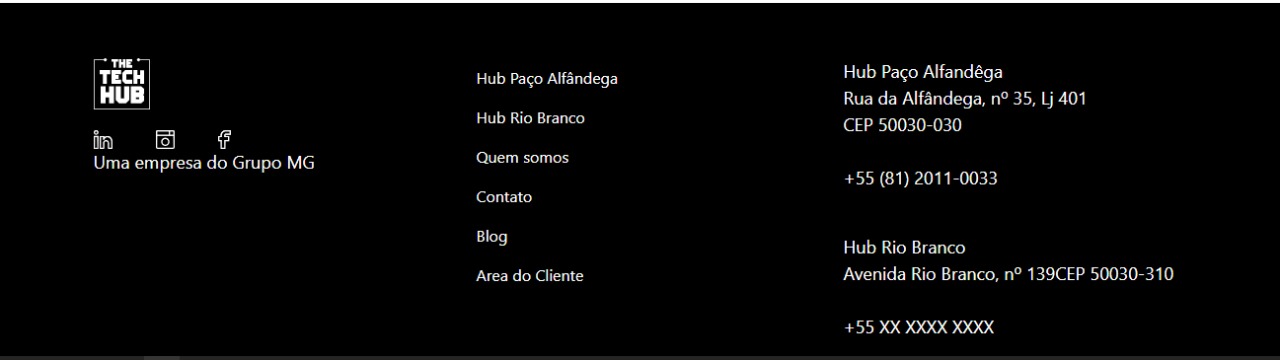 THE
TECH
HUB
Uma empresa do Grupo MG
Hub Paço Alfândega
Hub Rio Branco
Quem somos
Contato
Blog
Area do Cliente
Hub Paço Alfandêga
Rua da Alfândega, nº 35, Lj 401
CEP 50030-030
+55 (81) 2011-0033
Hub Rio Branco
Avenida Rio Branco, nº 139CEP 50030-310
+55 XX XXXX XXXX